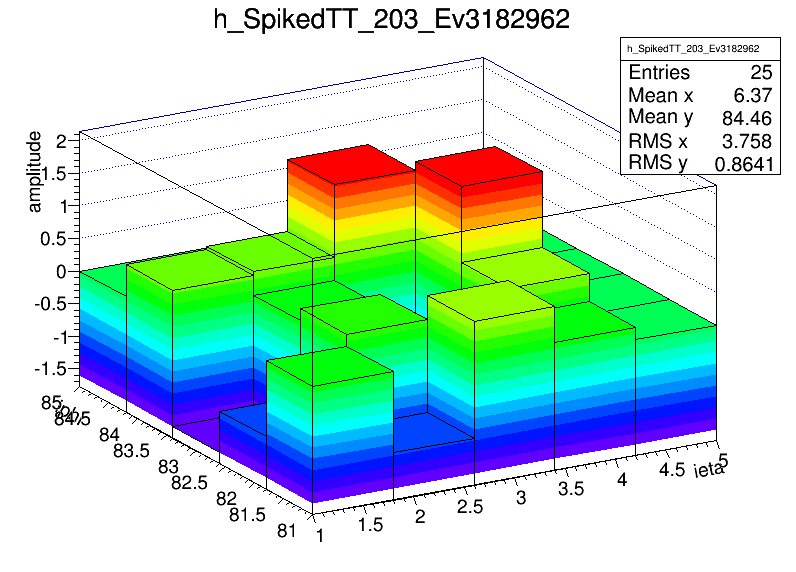 h_SpikedTT_203_Ev3182962
h_SpikedTT_203_Ev3182962
Entries 25
Mean x 6.37
Mean y 84.46
RMS x 3.758
RMS y 0.8641
amplitude
2
1.5
1
0.5
0
-0.5
-1
-1.5
85
84.5
84
83.5
83
82.5
82
81.5
81
1
1.5
2
2.5
3
3.5
4
4.5
5
ieta